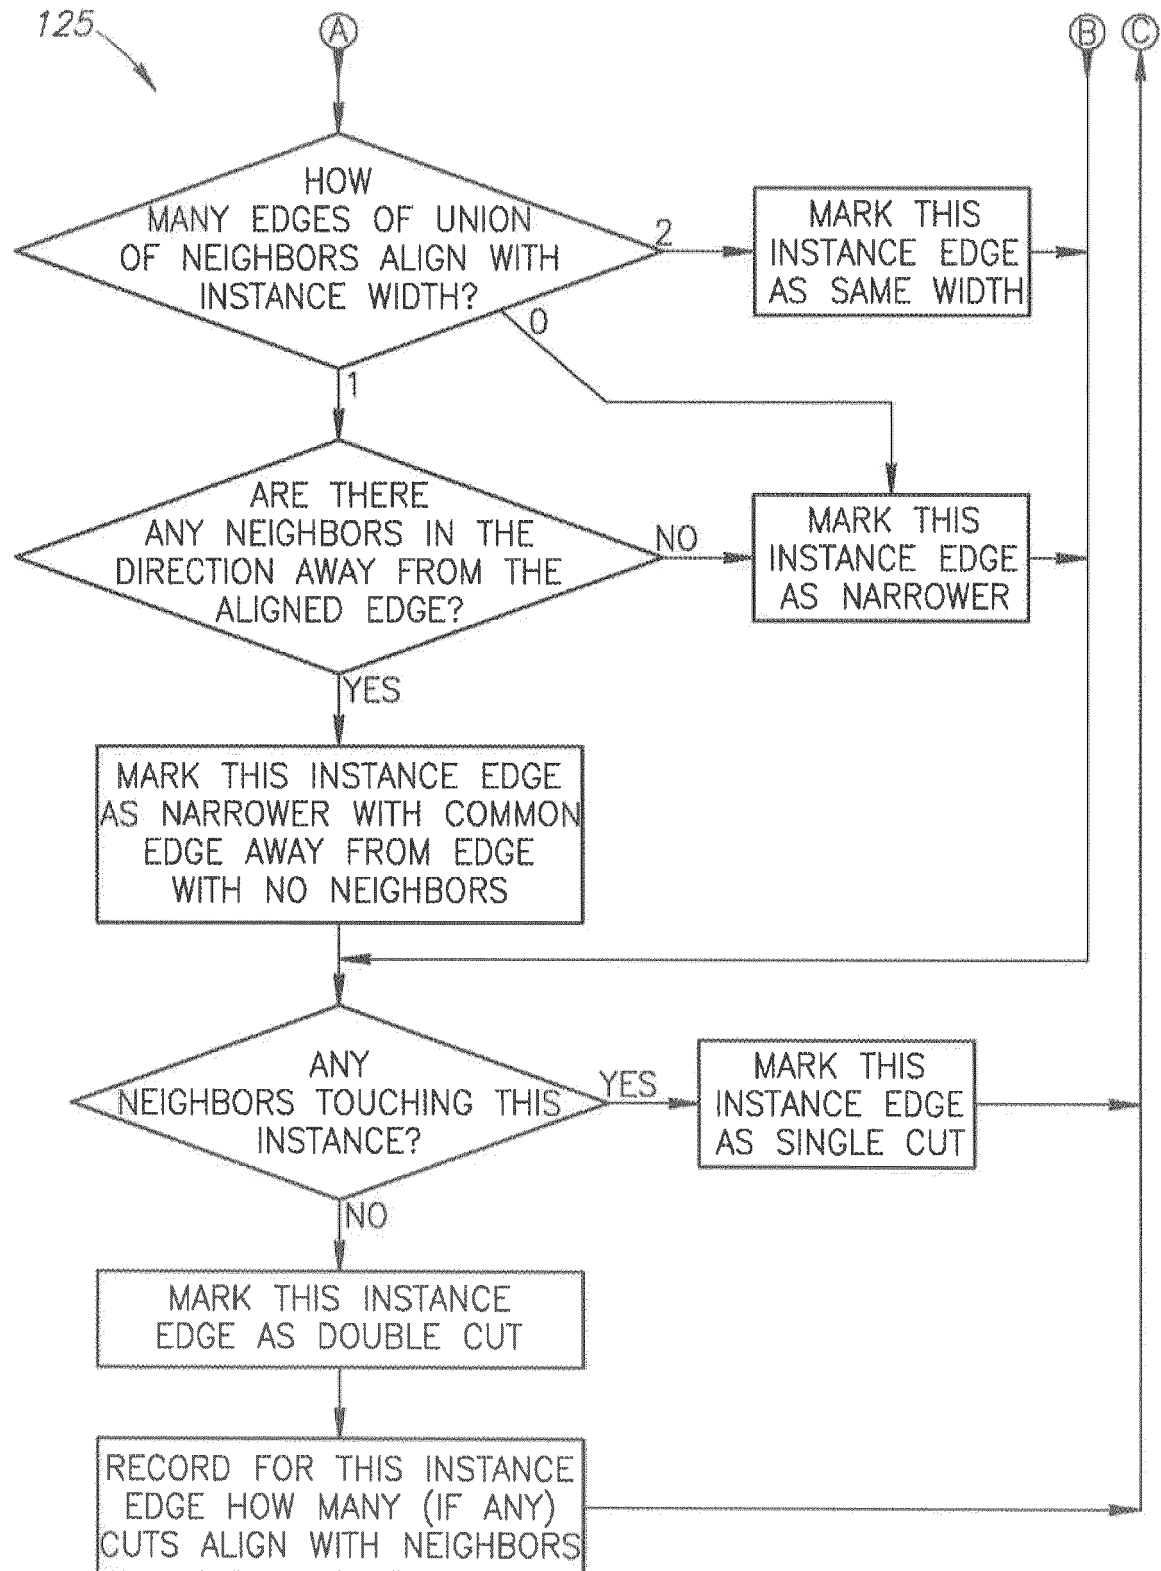 125
A
B
C
HOW
MANY EDGES OF UNION
OF NEIGHBORS ALIGN WITH
INSTANCE WIDTH?
2
MARK THIS
INSTANCE EDGE
AS SAME WIDTH
0
1
ARE THERE
ANY NEIGHBORS IN THE
DIRECTION AWAY FROM THE
ALIGNED EDGE?
NO
MARK THIS
INSTANCE EDGE
AS NARROWER
YES
MARK THIS INSTANCE EDGE
AS NARROWER WITH COMMON
EDGE AWAY FROM EDGE
WITH NO NEIGHBORS
ANY
NEIGHBORS TOUCHING THIS
INSTANCE?
YES
MARK THIS
INSTANCE EDGE
AS SINGLE CUT
NO
MARK THIS INSTANCE
EDGE AS DOUBLE CUT
RECORD FOR THIS INSTANCE
EDGE HOW MANY (IF ANY)
CUTS ALIGN WITH NEIGHBORS